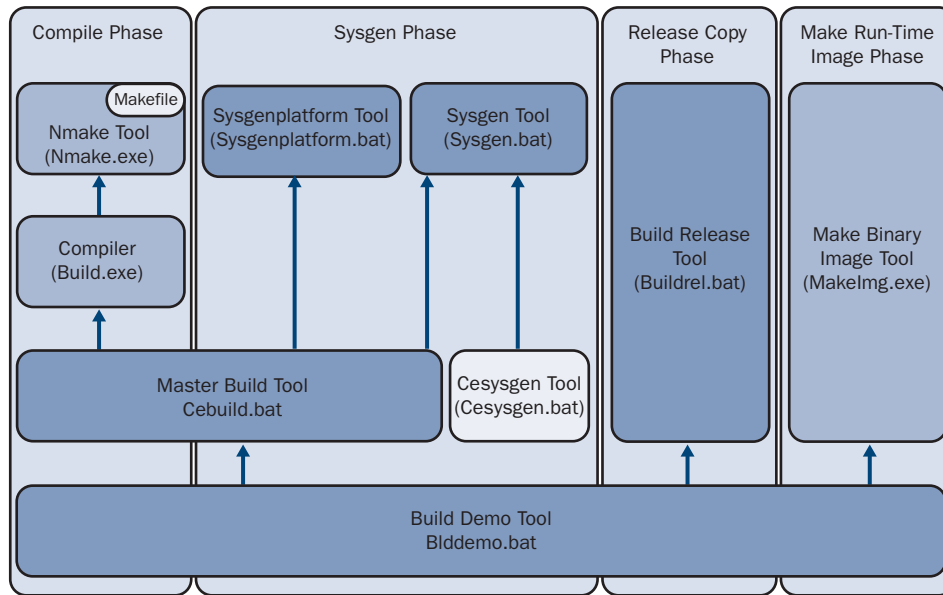 Compile Phase
Sysgen Phase
Release Copy
Phase
Make Run-Time
Image Phase
Makefile
Nmake Tool
(Nmake.exe)
Sysgenplatform Tool
(Sysgenplatform.bat)
Sysgen Tool
(Sysgen.bat)
Compiler
(Build.exe)
Build Release
Tool
(Buildrel.bat)
Make Binary
Image Tool
(MakeImg.exe)
Master Build Tool
Cebuild.bat
Cesysgen Tool
(Cesysgen.bat)
Build Demo Tool
Blddemo.bat